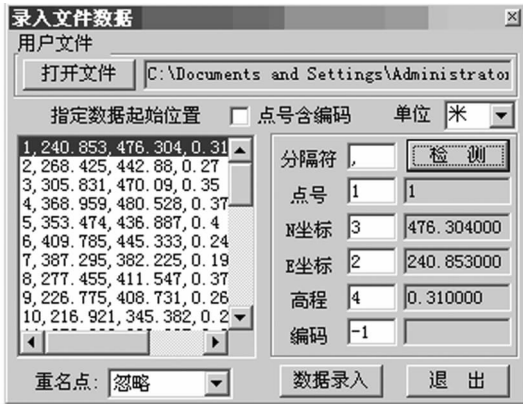 录入文件数据
用户文件
打开文件 C:\Documents and Settings\Administrator
指定数据起始位置 点号含编码 单位 米
1,240.853,476.304,0.31
2,268.425,442.88,0.27
3,305.831,470.09,0.35
4,368.959,480.528,0.37
5,353.474,436.887,0.4
6,409.785,445.333,0.24
7,387.295,382.225,0.19
8,277.455,411.547,0.37
9,226.775,408.731,0.26
10,216.921,345.382,0.2
分隔符 , 检 测
点号 1 1
N坐标 3 476.304000
E坐标 2 240.853000
高程 4 0.310000
编码 -1
重名点: 忽略 数据录入 退 出